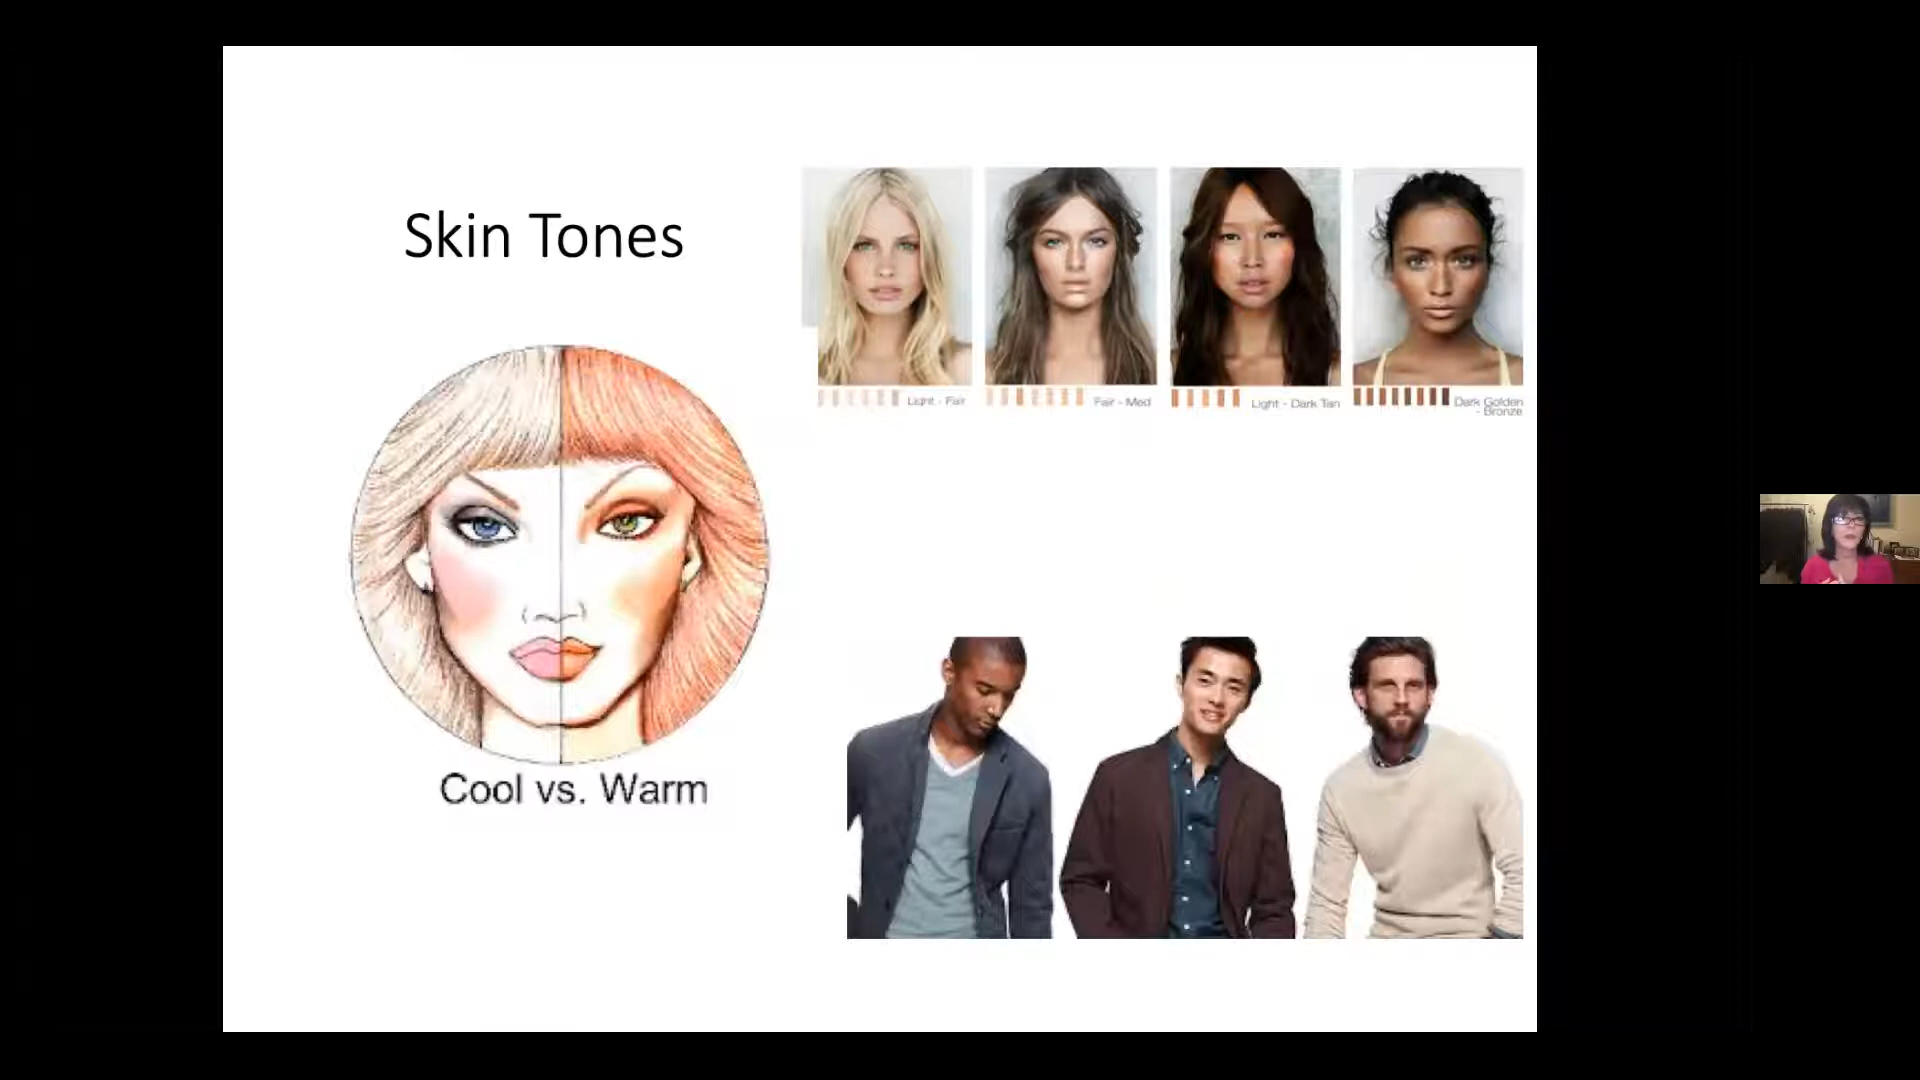 Skin Tones
Light - Fair
Fair - Med
Light - Dark Tan
Dark Golden
- Bronze
Cool vs. Warm